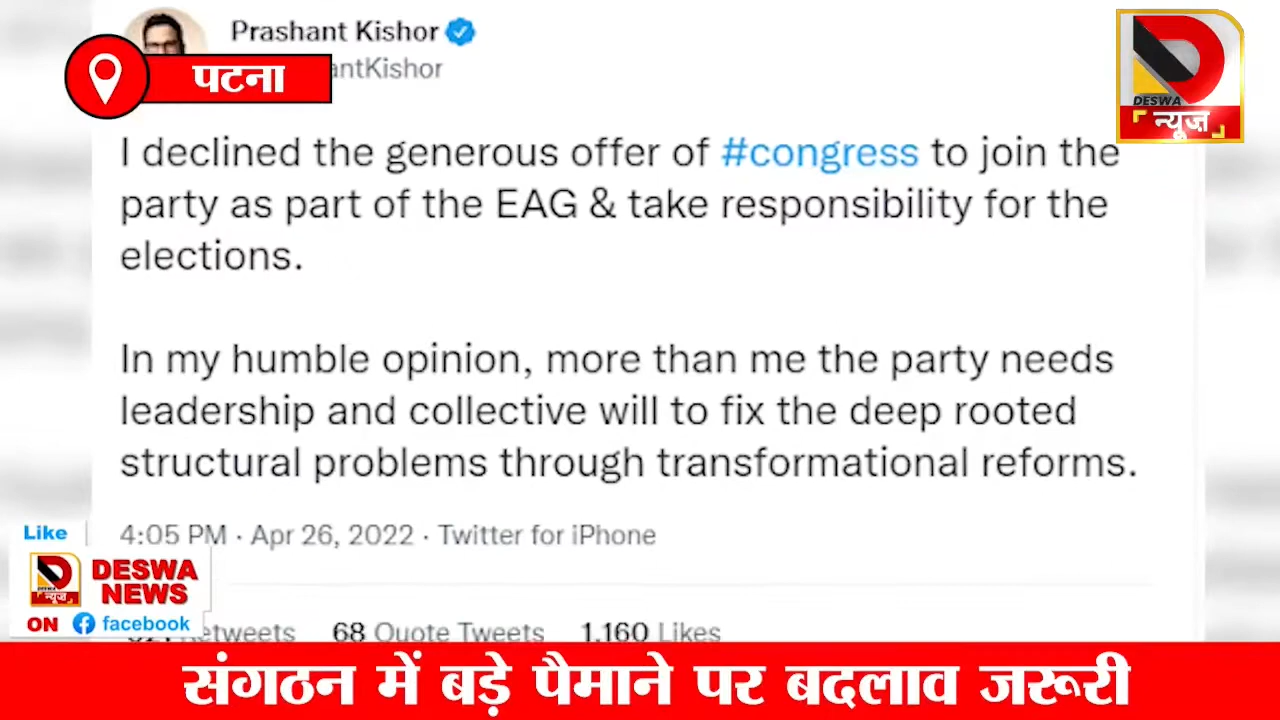 Prashant Kishor
antKishor
पटना
DESWA
न्यूज़
I declined the generous offer of #congress to join the
party as part of the EAG & take responsibility for the
elections.
In my humble opinion, more than me the party needs
leadership and collective will to fix the deep rooted
structural problems through transformational reforms.
4:05 PM · Apr 26, 2022 · Twitter for iPhone
Like
DESWA
NEWS
ON facebook
etweets 68 Quote Tweets 1,160 Likes
संगठन में बड़े पैमाने पर बदलाव जरूरी